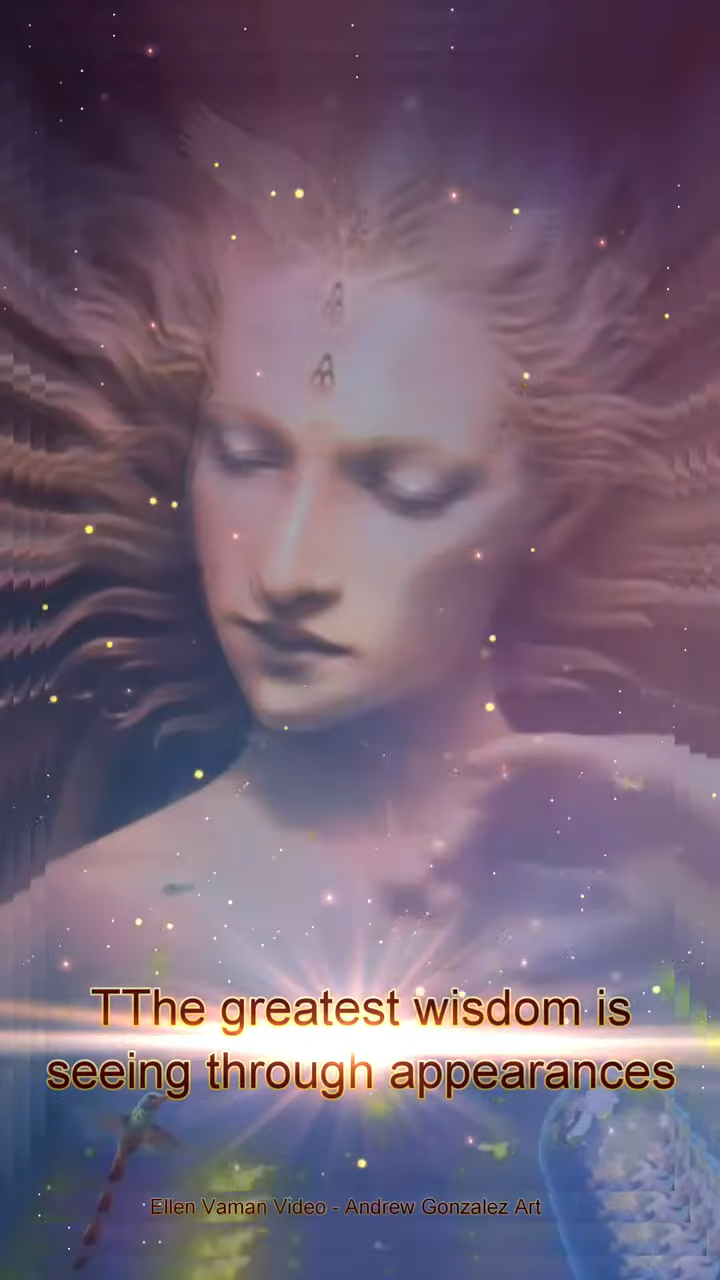 TThe greatest wisdom is
seeing through appearances
Ellen Vaman Video - Andrew Gonzalez Art